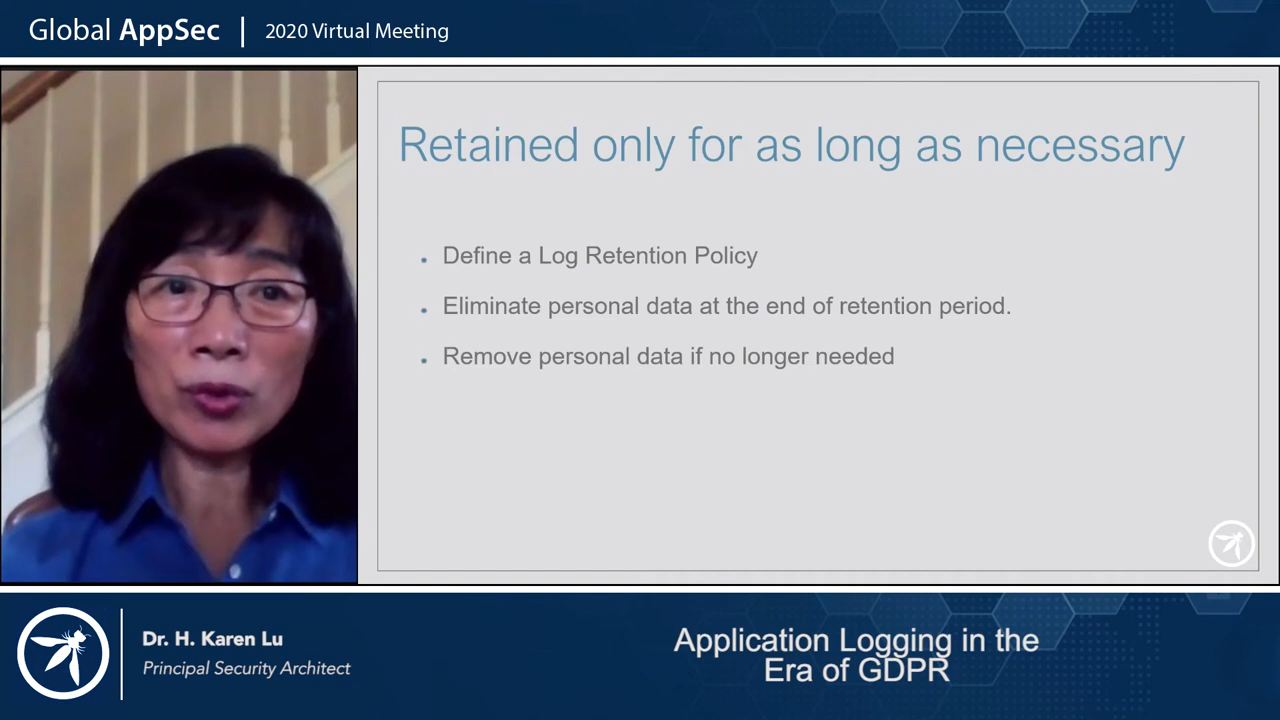 Global AppSec | 2020 Virtual Meeting
Retained only for as long as necessary
Define a Log Retention Policy
Eliminate personal data at the end of retention period.
Remove personal data if no longer needed
Dr. H. Karen Lu
Principal Security Architect
Application Logging in the
Era of GDPR